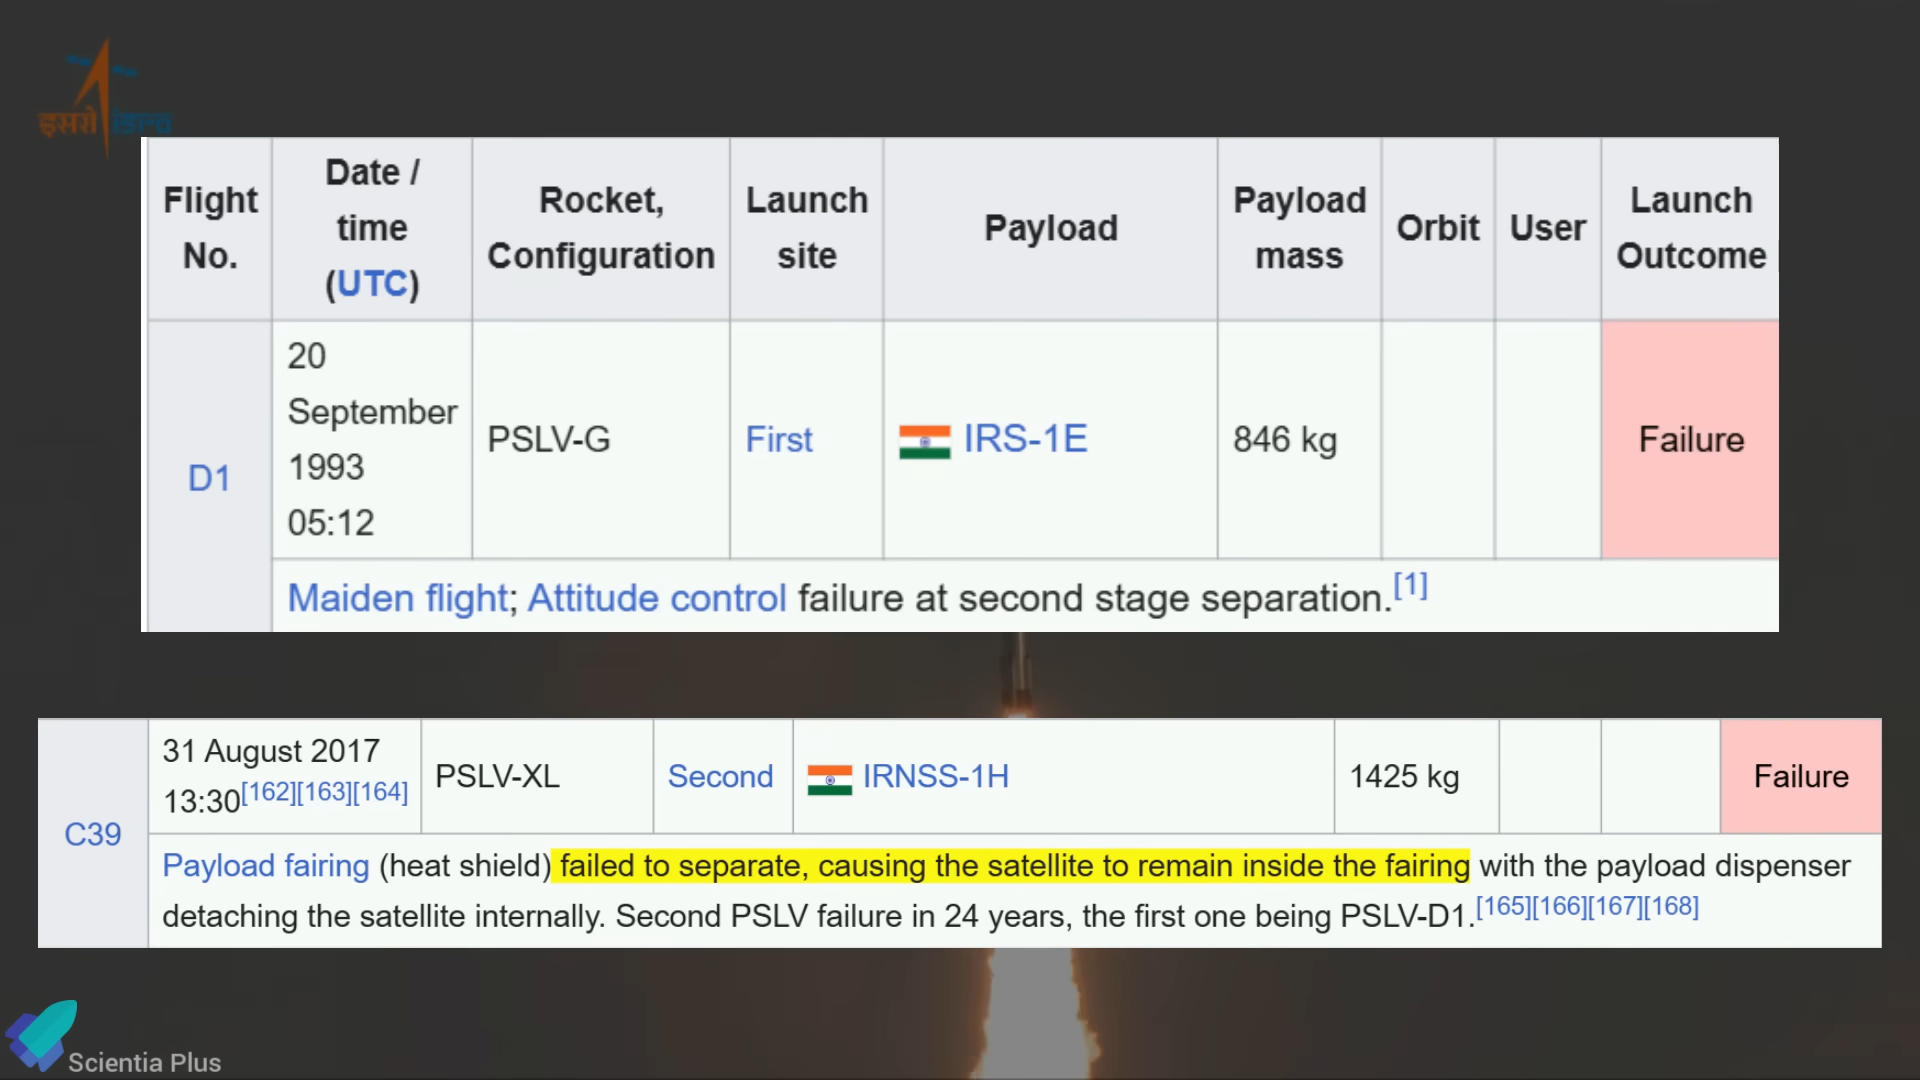 इसरो isro
Flight No.
Date / time (UTC)
Rocket, Configuration
Launch site
Payload
Payload mass
Orbit
User
Launch Outcome
D1
20 September 1993 05:12
PSLV-G
First
IRS-1E
846 kg
Failure
Maiden flight; Attitude control failure at second stage separation.[1]
C39
31 August 2017
13:30[162][163][164]
PSLV-XL
Second
IRNSS-1H
1425 kg
Failure
Payload fairing (heat shield) failed to separate, causing the satellite to remain inside the fairing with the payload dispenser
detaching the satellite internally. Second PSLV failure in 24 years, the first one being PSLV-D1.[165][166][167][168]
Scientia Plus